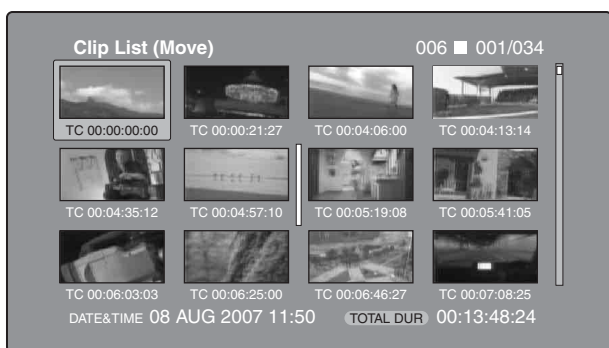 Clip List (Move) 006 001/034
TC 00:00:00:00 TC 00:00:21:27 TC 00:04:06:00 TC 00:04:13:14
TC 00:04:35:12 TC 00:04:57:10 TC 00:05:19:08 TC 00:05:41:05
TC 00:06:03:03 TC 00:06:25:00 TC 00:06:46:27 TC 00:07:08:25
DATE&TIME 08 AUG 2007 11:50 TOTAL DUR 00:13:48:24